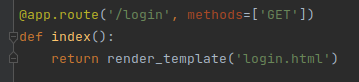 @app.route('/login', methods=['GET'])
def index():
    return render_template('login.html')